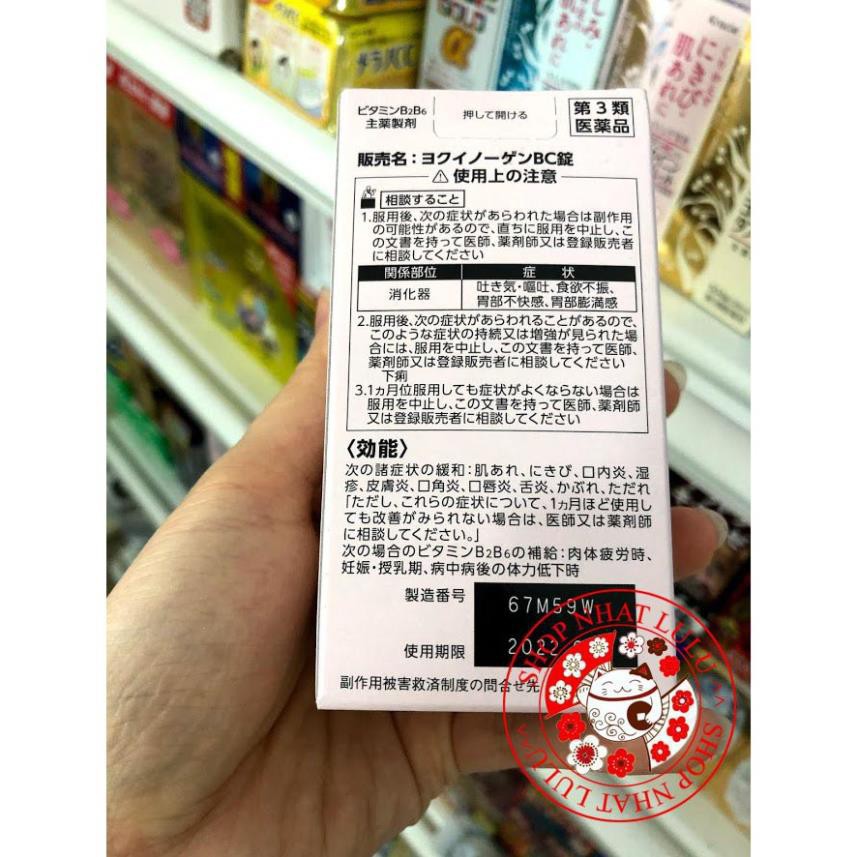 ビタミンB2B6
主薬製剤
押して開ける
第3類
医薬品
販売名：ヨクイノーゲンBC錠
⚠ 使用上の注意
相談すること
1.服用後、次の症状があらわれた場合は副作用
の可能性があるので、直ちに服用を中止し、こ
の文書を持って医師、薬剤師又は登録販売者
に相談してください
関係部位 症 状
消化器 吐き気・嘔吐、食欲不振、
胃部不快感、胃部膨満感
2.服用後、次の症状があらわれることがあるので、
このような症状の持続又は増強が見られた場
合には、服用を中止し、この文書を持って医師、
薬剤師又は登録販売者に相談してください
下痢
3.1ヵ月位服用しても症状がよくならない場合は
服用を中止し、この文書を持って医師、薬剤師
又は登録販売者に相談してください
〈効能〉
次の諸症状の緩和：肌あれ、にきび、口内炎、湿
疹、皮膚炎、口角炎、口唇炎、舌炎、かぶれ、ただれ
「ただし、これらの症状について、1ヵ月ほど使用し
ても改善がみられない場合は、医師又は薬剤師
に相談してください。」
次の場合のビタミンB2B6の補給：肉体疲労時、
妊娠・授乳期、病中病後の体力低下時
製造番号 67M59W
使用期限 2022
副作用被害救済制度の問合せ先
SHOP NHAT LULU
SHOP NHAT LULU
GOLD
α
にきび・
肌あれに